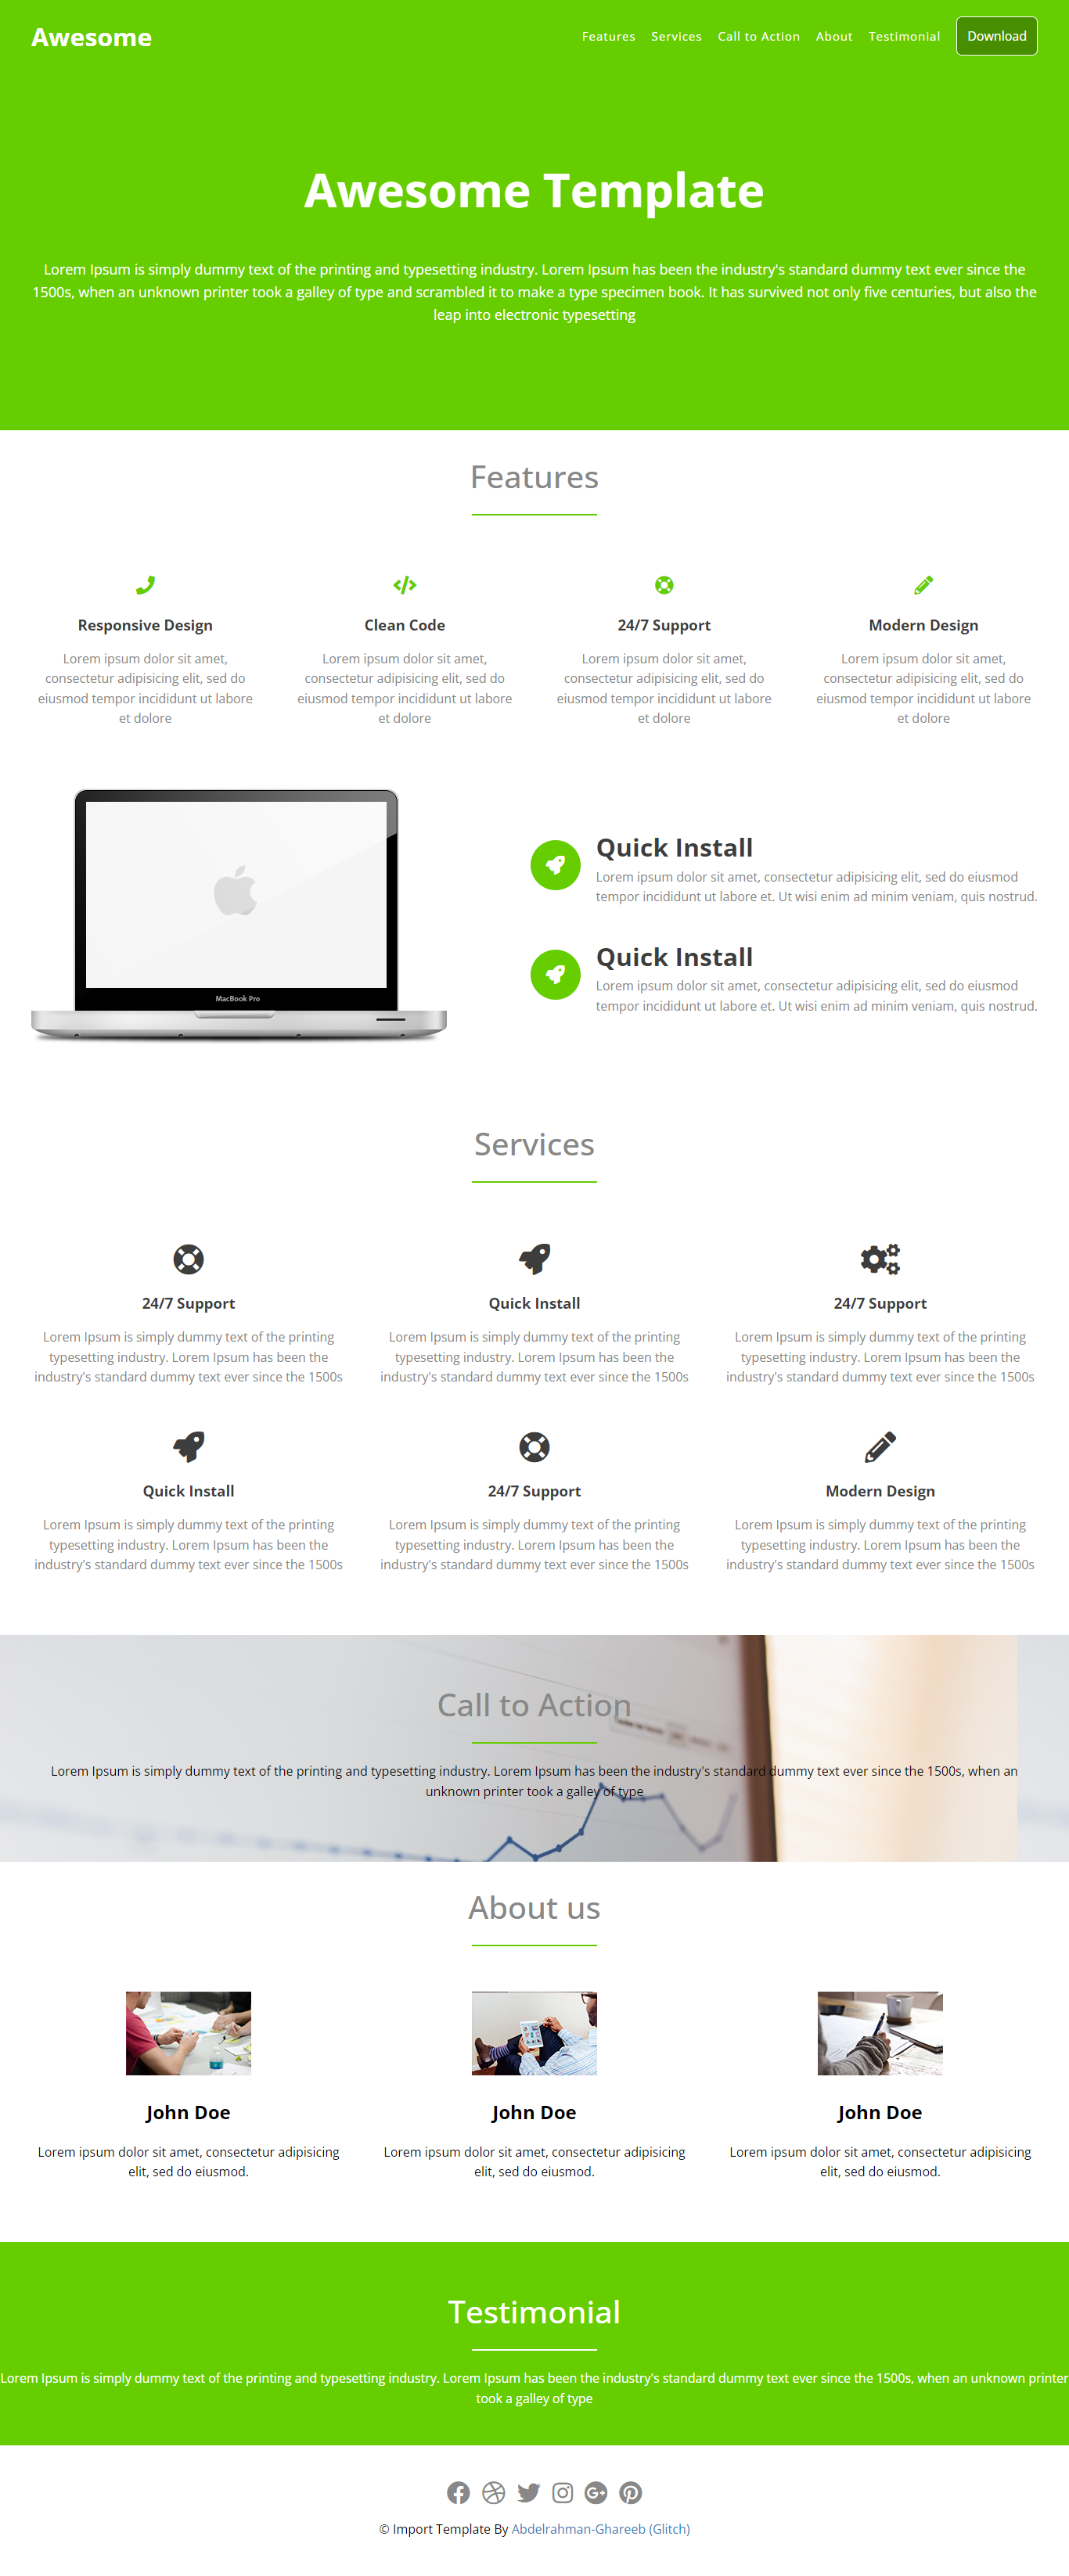 Awesome
Features Services Call to Action About Testimonial Download
Awesome Template
Lorem Ipsum is simply dummy text of the printing and typesetting industry. Lorem Ipsum has been the industry's standard dummy text ever since the
1500s, when an unknown printer took a galley of type and scrambled it to make a type specimen book. It has survived not only five centuries, but also the
leap into electronic typesetting
Features
Responsive Design
Lorem ipsum dolor sit amet,
consectetur adipisicing elit, sed do
eiusmod tempor incididunt ut labore
et dolore
Clean Code
Lorem ipsum dolor sit amet,
consectetur adipisicing elit, sed do
eiusmod tempor incididunt ut labore
et dolore
24/7 Support
Lorem ipsum dolor sit amet,
consectetur adipisicing elit, sed do
eiusmod tempor incididunt ut labore
et dolore
Modern Design
Lorem ipsum dolor sit amet,
consectetur adipisicing elit, sed do
eiusmod tempor incididunt ut labore
et dolore
MacBook Pro
Quick Install
Lorem ipsum dolor sit amet, consectetur adipisicing elit, sed do eiusmod
tempor incididunt ut labore et. Ut wisi enim ad minim veniam, quis nostrud.
Quick Install
Lorem ipsum dolor sit amet, consectetur adipisicing elit, sed do eiusmod
tempor incididunt ut labore et. Ut wisi enim ad minim veniam, quis nostrud.
Services
24/7 Support
Lorem Ipsum is simply dummy text of the printing
typesetting industry. Lorem Ipsum has been the
industry's standard dummy text ever since the 1500s
Quick Install
Lorem Ipsum is simply dummy text of the printing
typesetting industry. Lorem Ipsum has been the
industry's standard dummy text ever since the 1500s
24/7 Support
Lorem Ipsum is simply dummy text of the printing
typesetting industry. Lorem Ipsum has been the
industry's standard dummy text ever since the 1500s
Quick Install
Lorem Ipsum is simply dummy text of the printing
typesetting industry. Lorem Ipsum has been the
industry's standard dummy text ever since the 1500s
24/7 Support
Lorem Ipsum is simply dummy text of the printing
typesetting industry. Lorem Ipsum has been the
industry's standard dummy text ever since the 1500s
Modern Design
Lorem Ipsum is simply dummy text of the printing
typesetting industry. Lorem Ipsum has been the
industry's standard dummy text ever since the 1500s
Call to Action
Lorem Ipsum is simply dummy text of the printing and typesetting industry. Lorem Ipsum has been the industry's standard dummy text ever since the 1500s, when an
unknown printer took a galley of type
About us
John Doe
Lorem ipsum dolor sit amet, consectetur adipisicing
elit, sed do eiusmod.
John Doe
Lorem ipsum dolor sit amet, consectetur adipisicing
elit, sed do eiusmod.
John Doe
Lorem ipsum dolor sit amet, consectetur adipisicing
elit, sed do eiusmod.
Testimonial
Lorem Ipsum is simply dummy text of the printing and typesetting industry. Lorem Ipsum has been the industry's standard dummy text ever since the 1500s, when an unknown printer
took a galley of type
© Import Template By Abdelrahman-Ghareeb (Glitch)